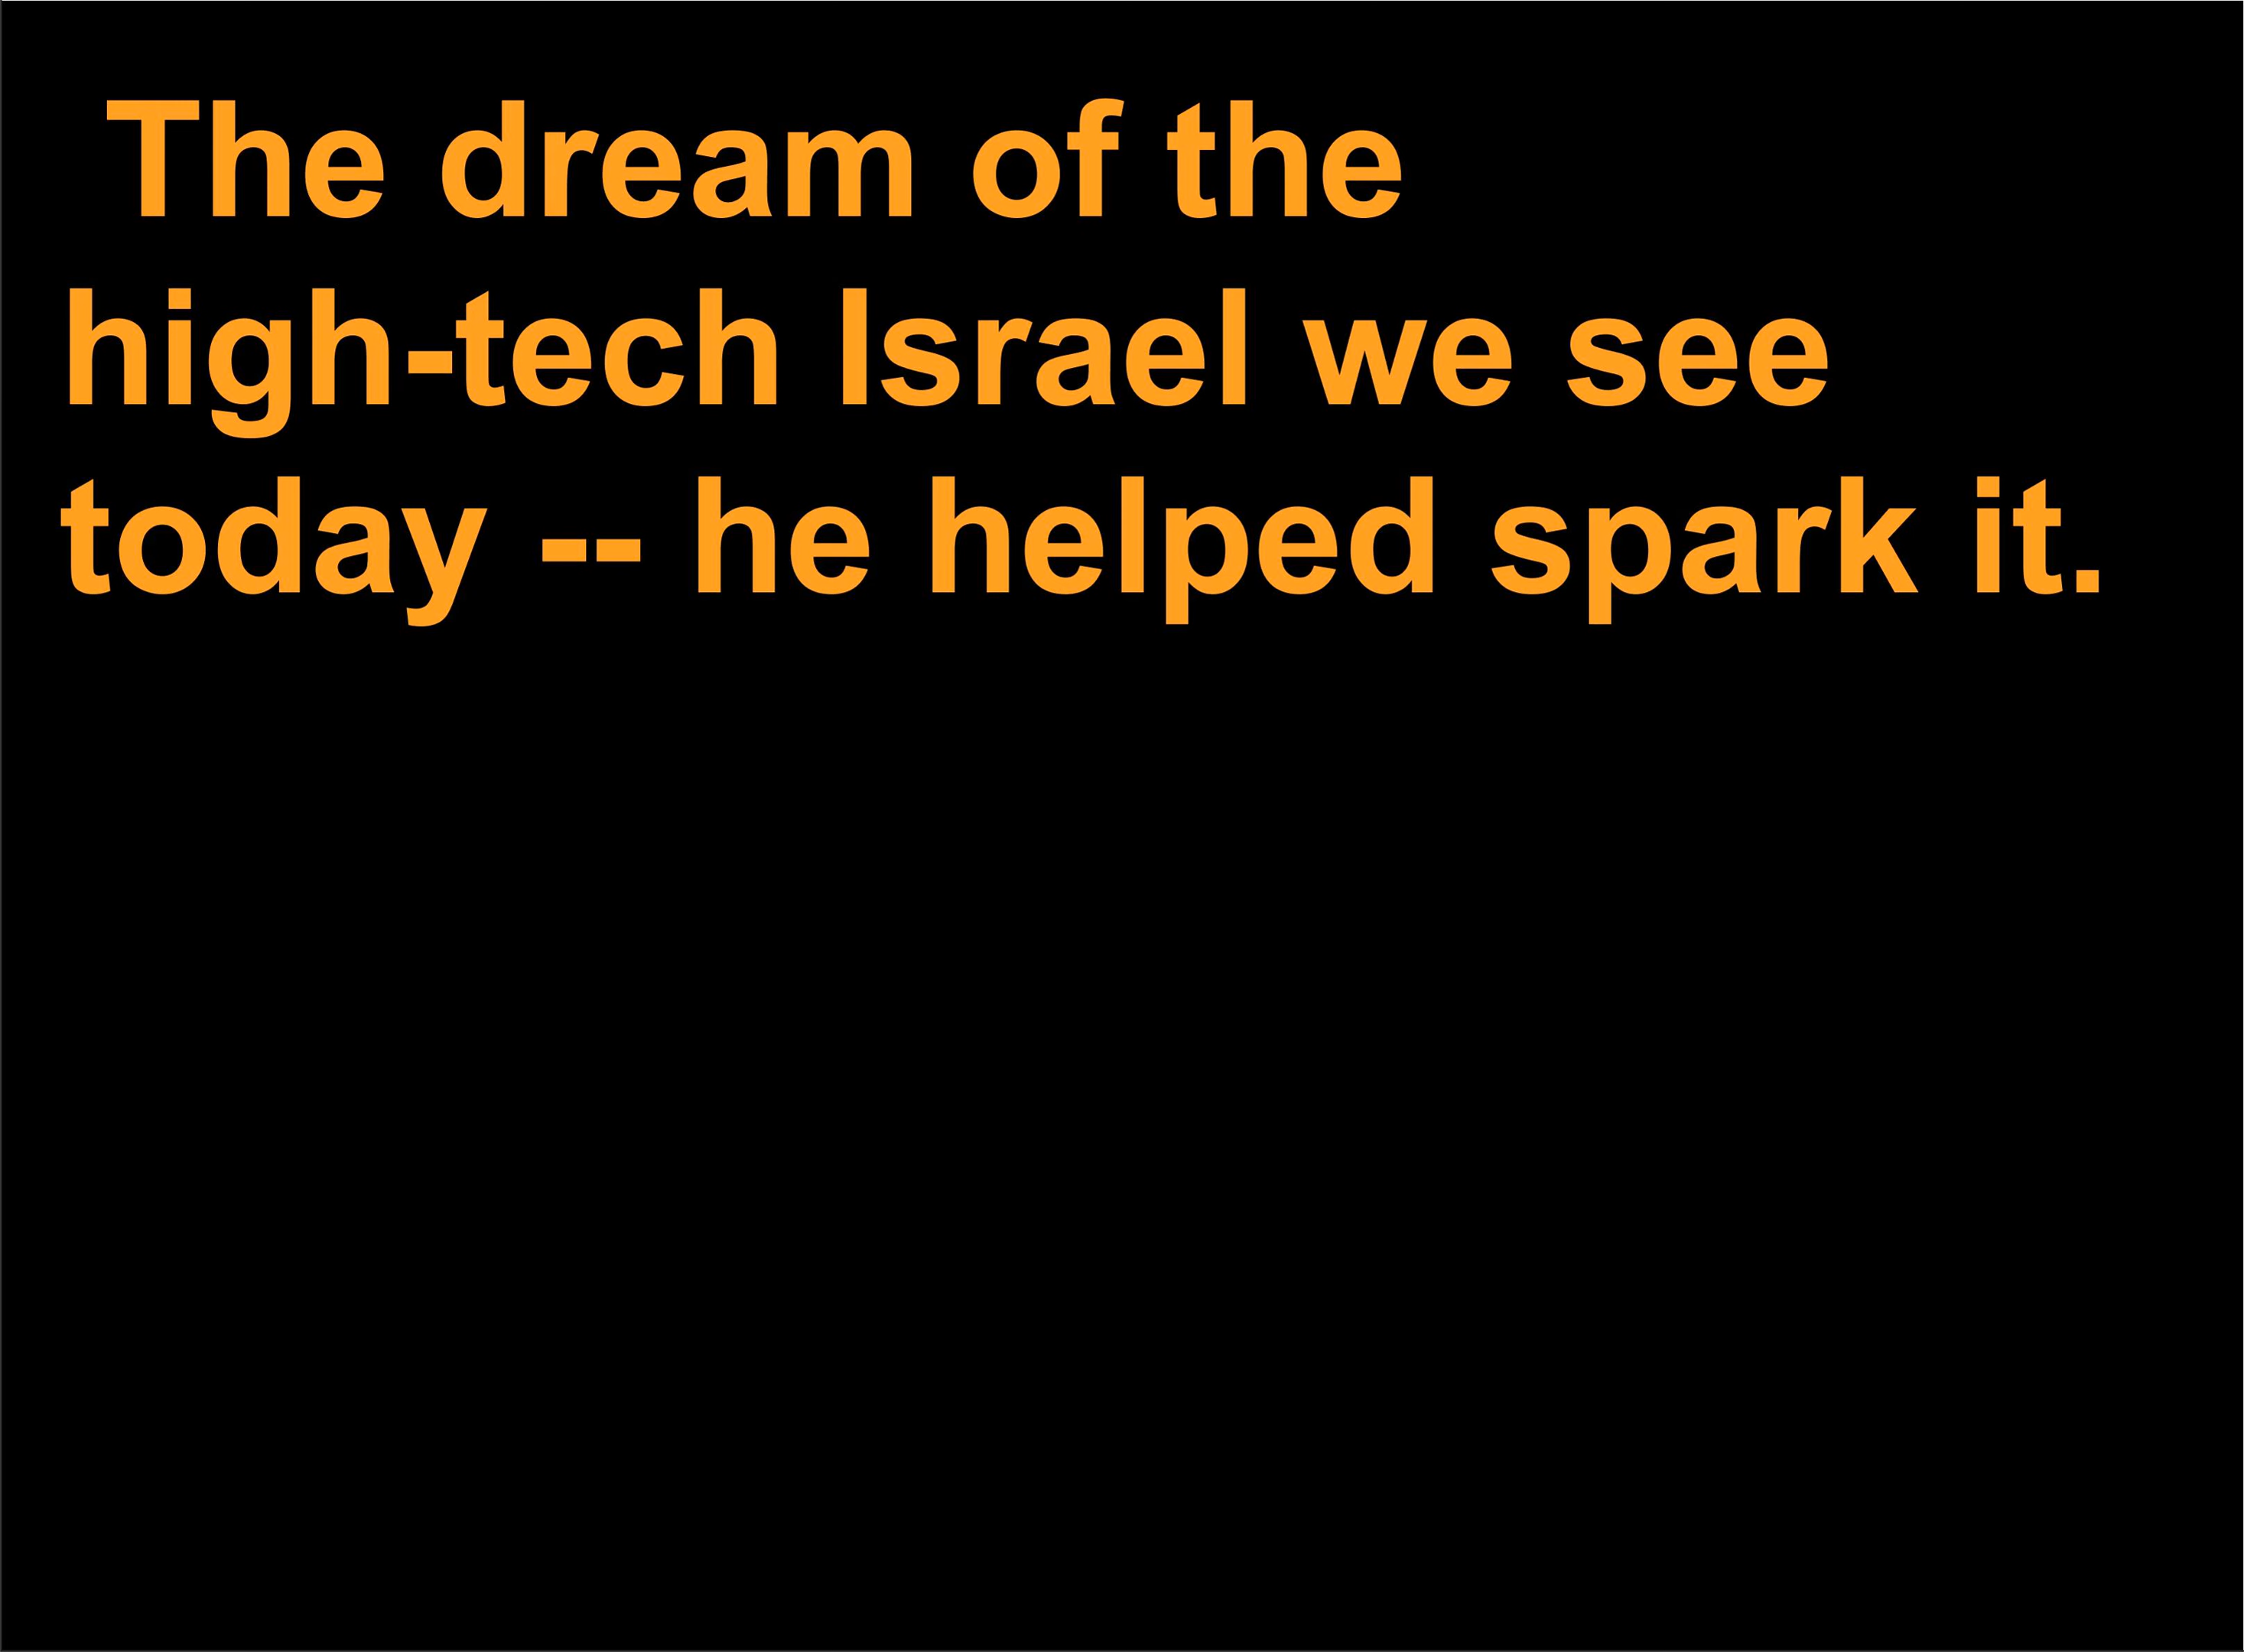 The dream of the
high-tech Israel we see
today -- he helped spark it.